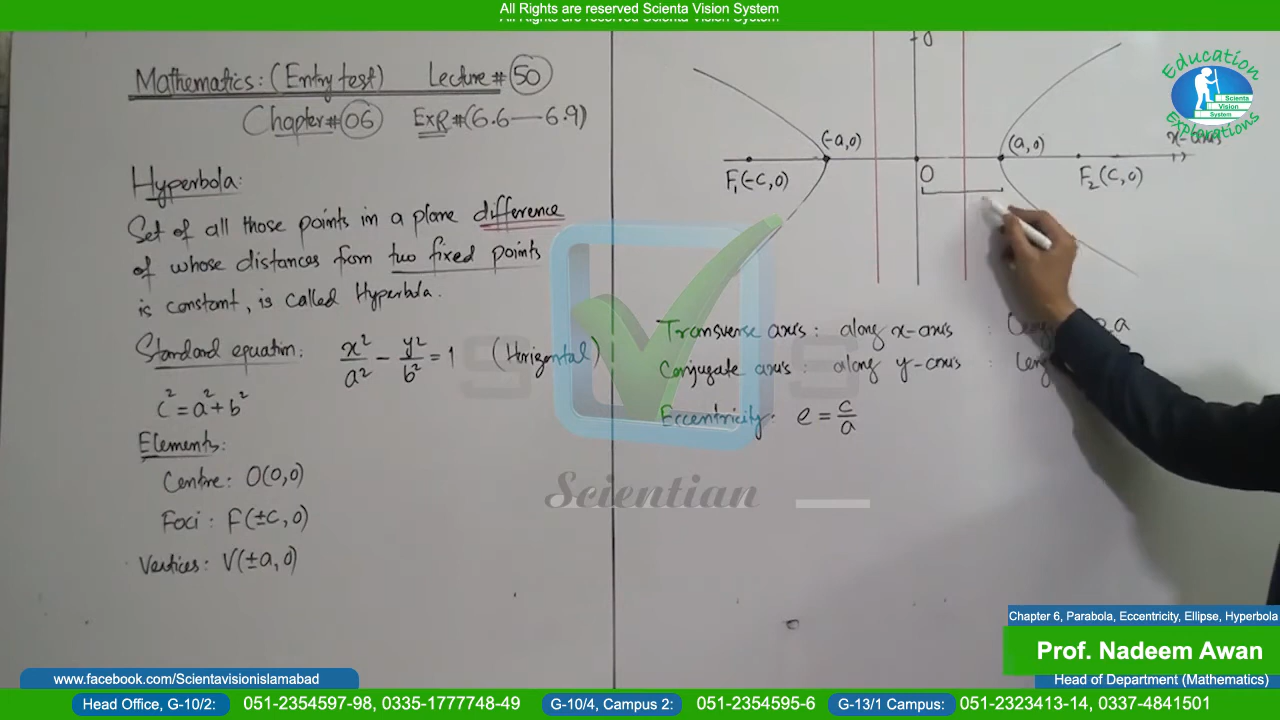 All Rights are reserved Scienta Vision System
Mathematics: (Entry test) Lecture # 50
Chapter # 06 Ex# (6.6 — 6.9)
Hyperbola:
Set of all those points in a plane difference
of whose distances from two fixed points
is constant, is called Hyperbola.
Standard equation: x²/a² - y²/b² = 1 (Horizontal)
c² = a² + b²
Elements:
Centre: O(0,0)
Foci: F(±c, 0)
Vertices: V(±a, 0)
(-a,0)
(a,0)
x-axis
F₁(-c,0)
O
F₂(c,0)
Transverse axis: along x-axis : 2a
Conjugate axis: along y-axis :
Eccentricity: e = c/a
Education
Scienta
Vision
System
Explorations
Scientian
Chapter 6, Parabola, Eccentricity, Ellipse, Hyperbola
Prof. Nadeem Awan
Head of Department (Mathematics)
www.facebook.com/Scientavisionislamabad
Head Office, G-10/2: 051-2354597-98, 0335-1777748-49 G-10/4, Campus 2: 051-2354595-6 G-13/1 Campus: 051-2323413-14, 0337-4841501